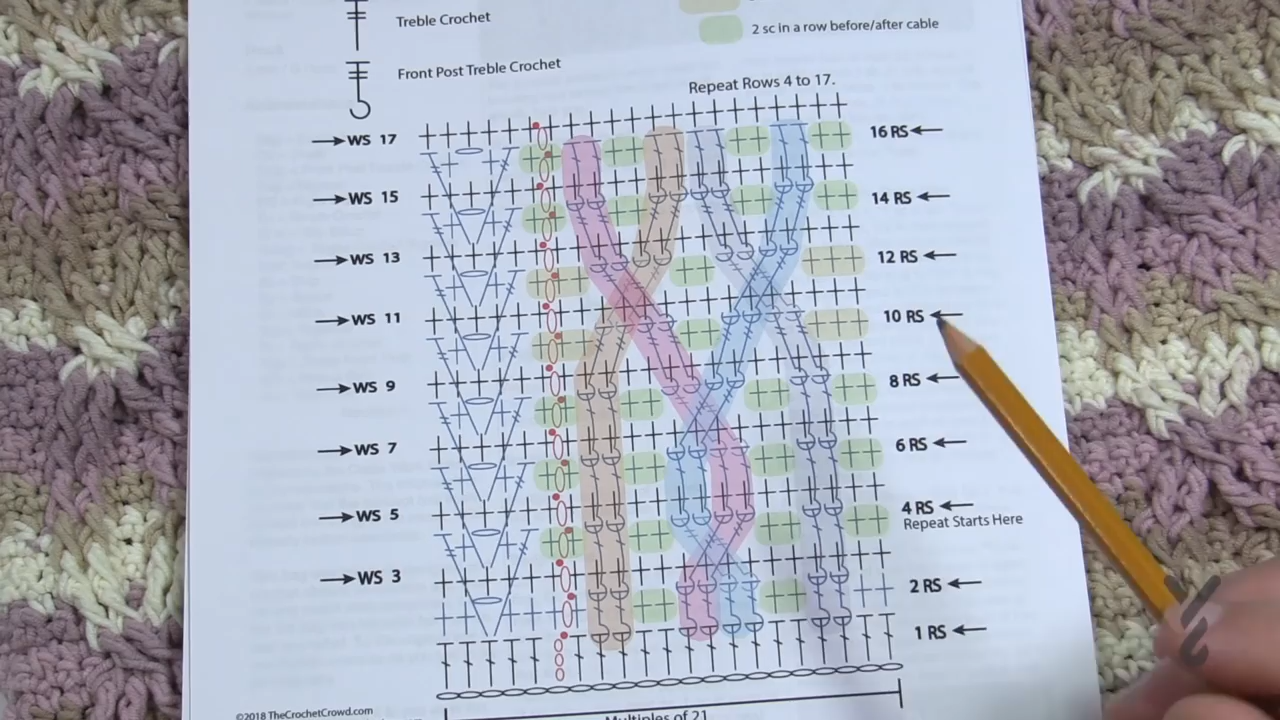 Treble Crochet
2 sc in a row before/after cable
Front Post Treble Crochet
Repeat Rows 4 to 17.
WS 17
16 RS
WS 15
14 RS
WS 13
12 RS
WS 11
10 RS
WS 9
8 RS
WS 7
6 RS
WS 5
4 RS
Repeat Starts Here
WS 3
2 RS
1 RS
©2018 TheCrochetCrowd.com
Multiples of 21